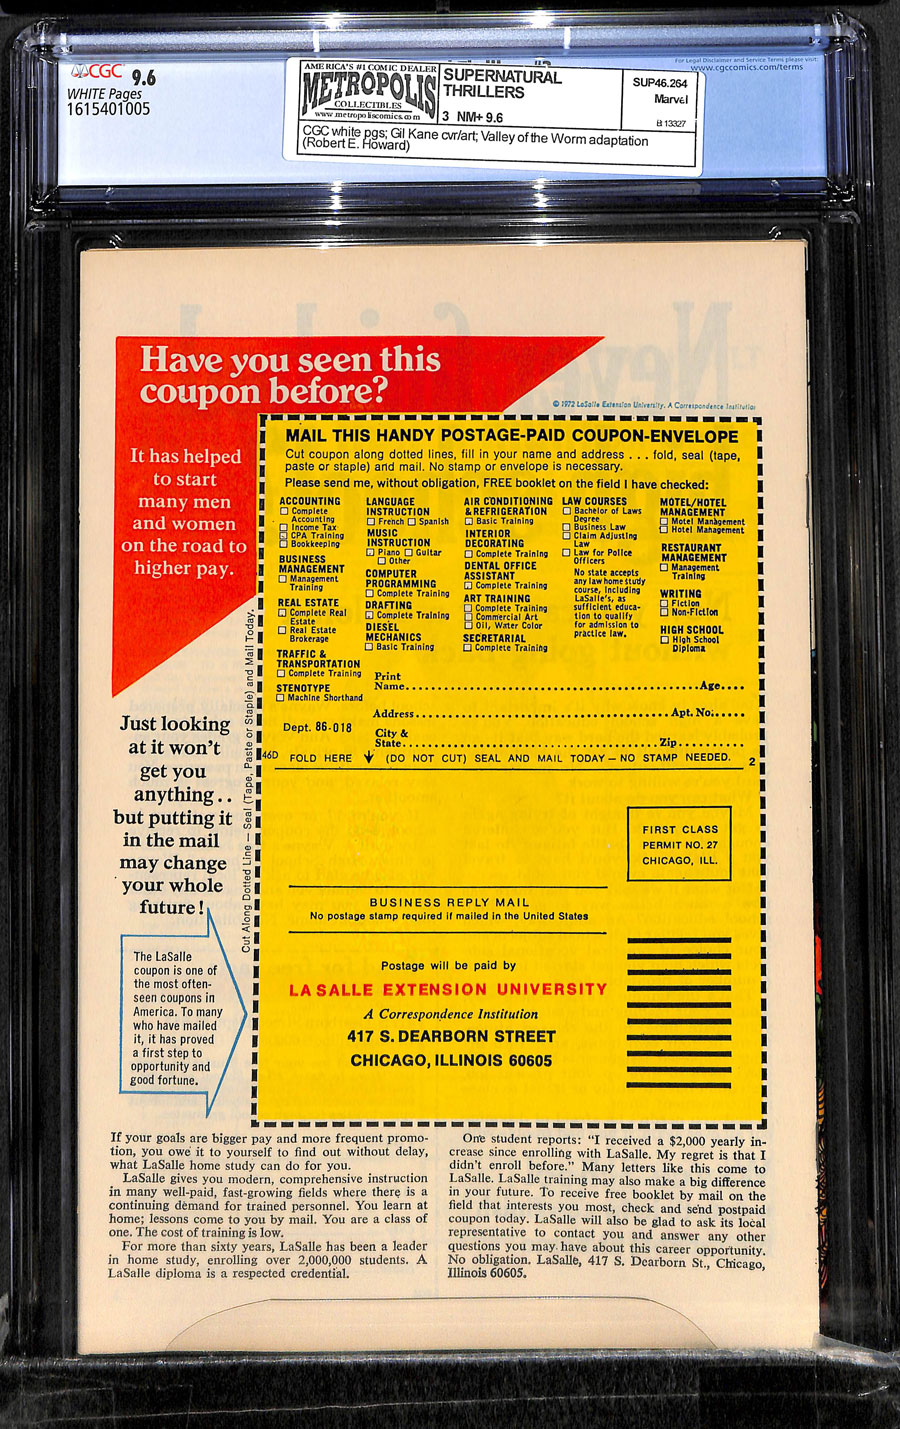 CGC 9.6
WHITE Pages
1615401005
AMERICA'S #1 COMIC DEALER
METROPOLIS
COLLECTIBLES
www.metropoliscomics.com
SUPERNATURAL
THRILLERS
3 NM+ 9.6
SUP46.264
Marvel
B 13327
CGC white pgs; Gil Kane cvr/art; Valley of the Worm adaptation
(Robert E. Howard)
For Legal Disclaimer and Service Terms please visit:
www.cgccomics.com/terms
Have you seen this
coupon before?
© 1972 LaSalle Extension University. A Correspondence Institution
It has helped
to start
many men
and women
on the road to
higher pay.
MAIL THIS HANDY POSTAGE-PAID COUPON-ENVELOPE
Cut coupon along dotted lines, fill in your name and address . . . fold, seal (tape,
paste or staple) and mail. No stamp or envelope is necessary.
Please send me, without obligation, FREE booklet on the field I have checked:
ACCOUNTING
Complete
Accounting
Income Tax
CPA Training
Bookkeeping
BUSINESS
MANAGEMENT
Management
Training
REAL ESTATE
Complete Real
Estate
Real Estate
Brokerage
TRAFFIC &
TRANSPORTATION
Complete Training
STENOTYPE
Machine Shorthand
LANGUAGE
INSTRUCTION
French Spanish
MUSIC
INSTRUCTION
Piano Guitar
Other
COMPUTER
PROGRAMMING
Complete Training
DRAFTING
Complete Training
DIESEL
MECHANICS
Basic Training
AIR CONDITIONING
& REFRIGERATION
Basic Training
INTERIOR
DECORATING
Complete Training
DENTAL OFFICE
ASSISTANT
Complete Training
ART TRAINING
Complete Training
Commercial Art
Oil, Water Color
SECRETARIAL
Complete Training
LAW COURSES
Bachelor of Laws
Degree
Business Law
Claim Adjusting
Law
Law for Police
Officers
No state accepts
any law home study
course, including
LaSalle's, as
sufficient educa-
tion to qualify
for admission to
practice law.
MOTEL/HOTEL
MANAGEMENT
Motel Management
Hotel Management
RESTAURANT
MANAGEMENT
Management
Training
WRITING
Fiction
Non-Fiction
HIGH SCHOOL
High School
Diploma
Print
Name Age
Address Apt. No.
Dept. 86-018
City &
State Zip
46D FOLD HERE (DO NOT CUT) SEAL AND MAIL TODAY — NO STAMP NEEDED. 2
Cut Along Dotted Line — Seal (Tape, Paste or Staple) and Mail Today.
Just looking
at it won't
get you
anything . .
but putting it
in the mail
may change
your whole
future!
The LaSalle
coupon is one of
the most often-
seen coupons in
America. To many
who have mailed
it, it has proved
a first step to
opportunity and
good fortune.
FIRST CLASS
PERMIT NO. 27
CHICAGO, ILL.
BUSINESS REPLY MAIL
No postage stamp required if mailed in the United States
Postage will be paid by
LA SALLE EXTENSION UNIVERSITY
A Correspondence Institution
417 S. DEARBORN STREET
CHICAGO, ILLINOIS 60605
If your goals are bigger pay and more frequent promo-
tion, you owe it to yourself to find out without delay,
what LaSalle home study can do for you.
LaSalle gives you modern, comprehensive instruction
in many well-paid, fast-growing fields where there is a
continuing demand for trained personnel. You learn at
home; lessons come to you by mail. You are a class of
one. The cost of training is low.
For more than sixty years, LaSalle has been a leader
in home study, enrolling over 2,000,000 students. A
LaSalle diploma is a respected credential.
One student reports: "I received a $2,000 yearly in-
crease since enrolling with LaSalle. My regret is that I
didn't enroll before." Many letters like this come to
LaSalle. LaSalle training may also make a big difference
in your future. To receive free booklet by mail on the
field that interests you most, check and send postpaid
coupon today. LaSalle will also be glad to ask its local
representative to contact you and answer any other
questions you may have about this career opportunity.
No obligation. LaSalle, 417 S. Dearborn St., Chicago,
Illinois 60605.